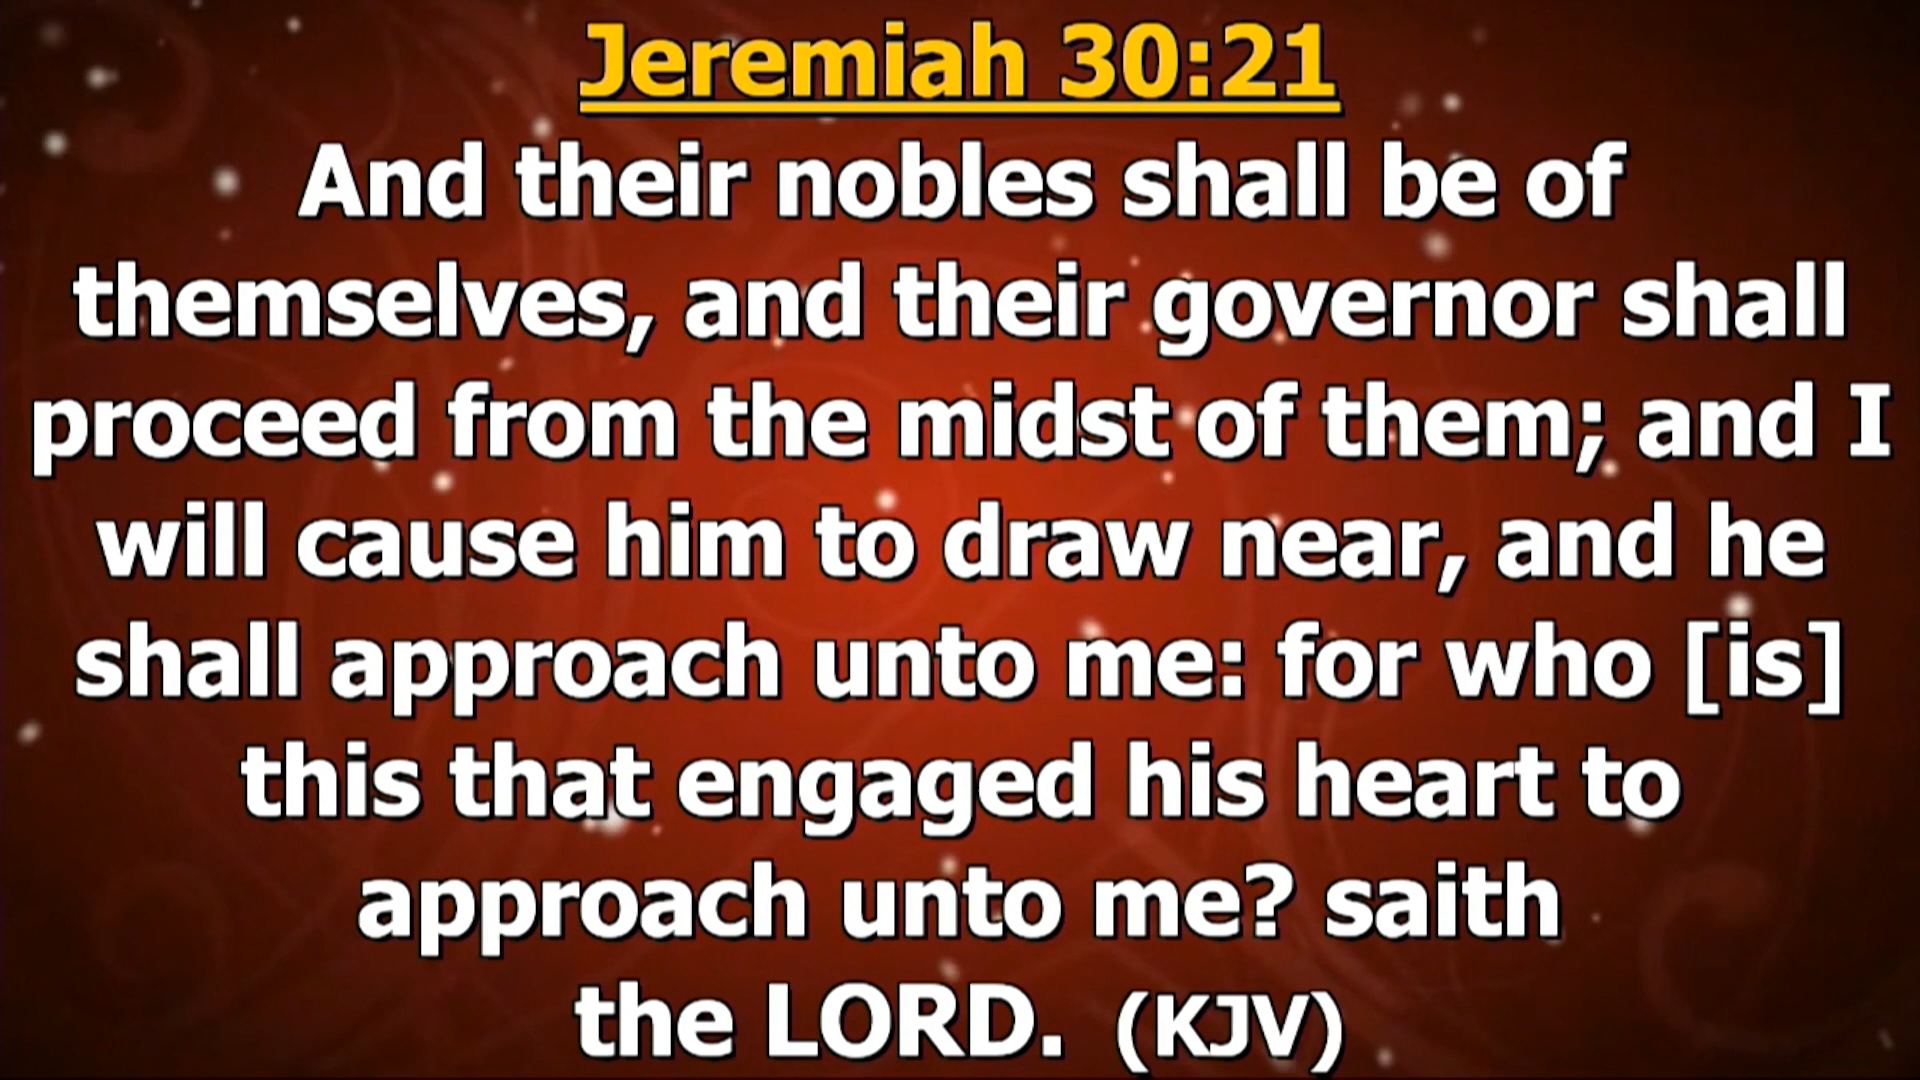 Jeremiah 30:21
And their nobles shall be of
themselves, and their governor shall
proceed from the midst of them; and I
will cause him to draw near, and he
shall approach unto me: for who [is]
this that engaged his heart to
approach unto me? saith
the LORD. (KJV)